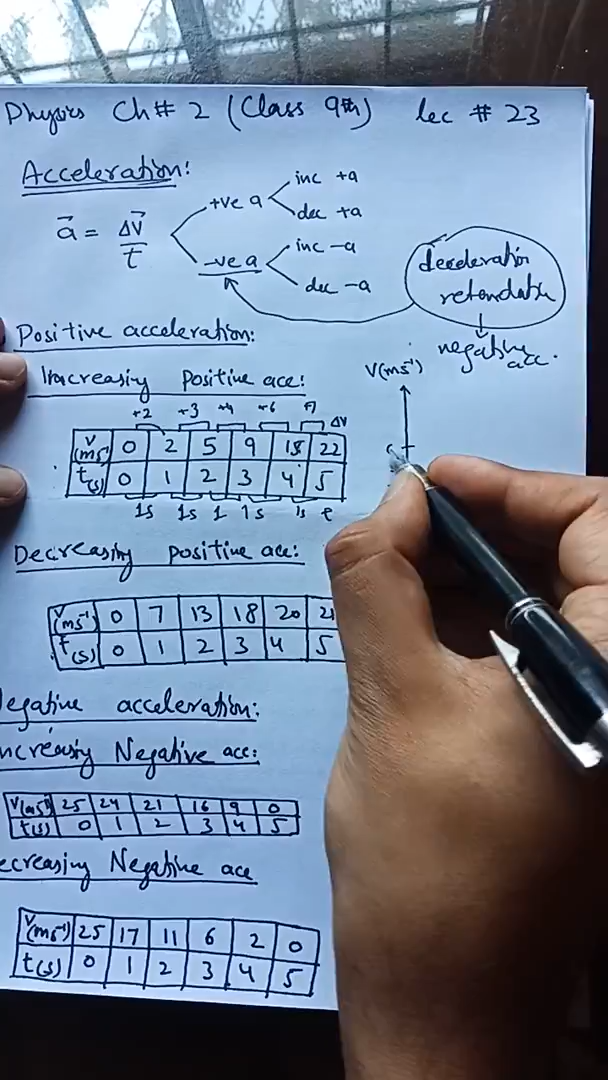 Physics Ch# 2 (Class 9th) lec # 23
Acceleration:
a = Δv/t
+ve a
inc +a
dec +a
-ve a
inc -a
dec -a
deceleration
retardation
negative acc.
Positive acceleration:
Increasing positive acc:
+2 +3 +4 +6 +7 ΔV
V(ms⁻¹) 0 2 5 9 15 22
t(s) 0 1 2 3 4 5
1s 1s 1 1s 1s
V(ms⁻¹)
Decreasing positive acc:
V(ms⁻¹) 0 7 13 18 20 21
t(s) 0 1 2 3 4 5
Negative acceleration:
ncreasing Negative acc:
V(ms⁻¹) 25 24 21 16 9 0
t(s) 0 1 2 3 4 5
ecreasing Negative acc
V(ms⁻¹) 25 17 11 6 2 0
t(s) 0 1 2 3 4 5